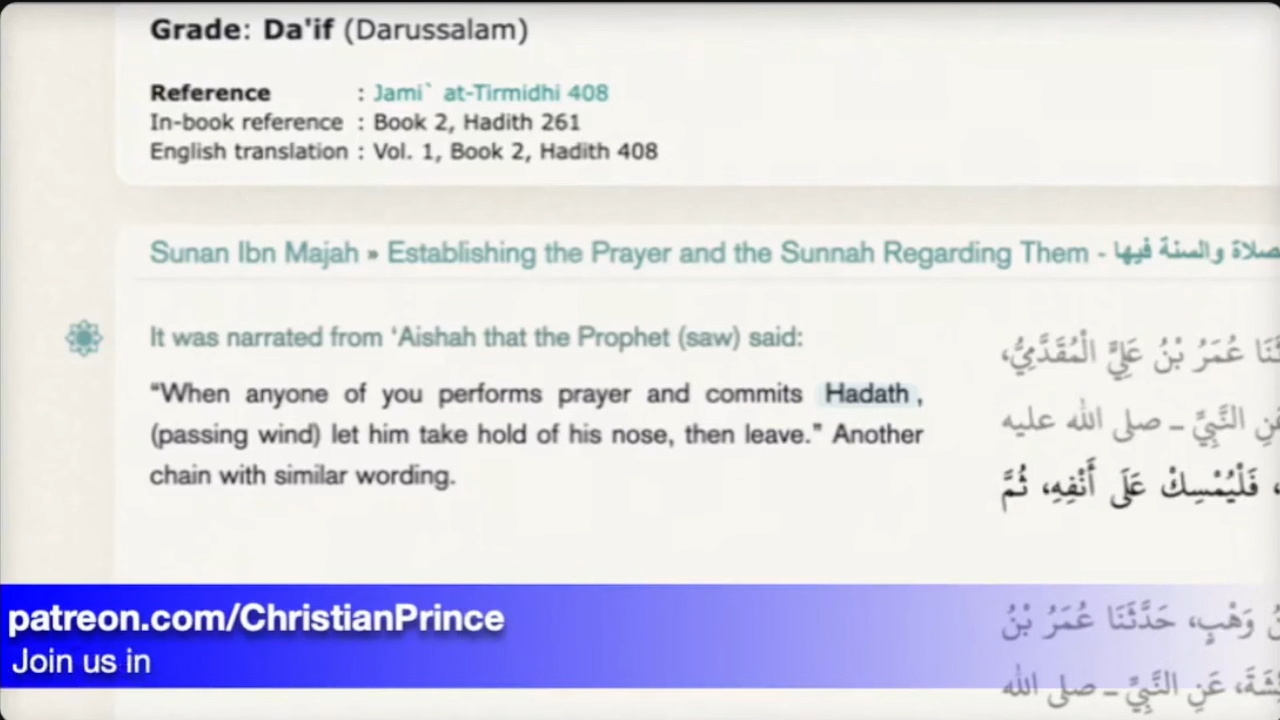 Grade: Da'if (Darussalam)
Reference : Jami` at-Tirmidhi 408
In-book reference : Book 2, Hadith 261
English translation : Vol. 1, Book 2, Hadith 408
Sunan Ibn Majah » Establishing the Prayer and the Sunnah Regarding Them - والسنة فيها
It was narrated from ‘Aishah that the Prophet (saw) said:
“When anyone of you performs prayer and commits Hadath ,
(passing wind) let him take hold of his nose, then leave.” Another
chain with similar wording.
عُمَرُ بْنُ عَلِيٍّ الْمُقَدَّمِيُّ،
النَّبِيِّ ـ صلى الله عليه
فَلْيُمْسِكْ عَلَى أَنْفِهِ، ثُمَّ
patreon.com/ChristianPrince
Join us in
وَهْبٍ، حَدَّثَنَا عُمَرُ بْنُ
عَنِ النَّبِيِّ ـ صلى الله